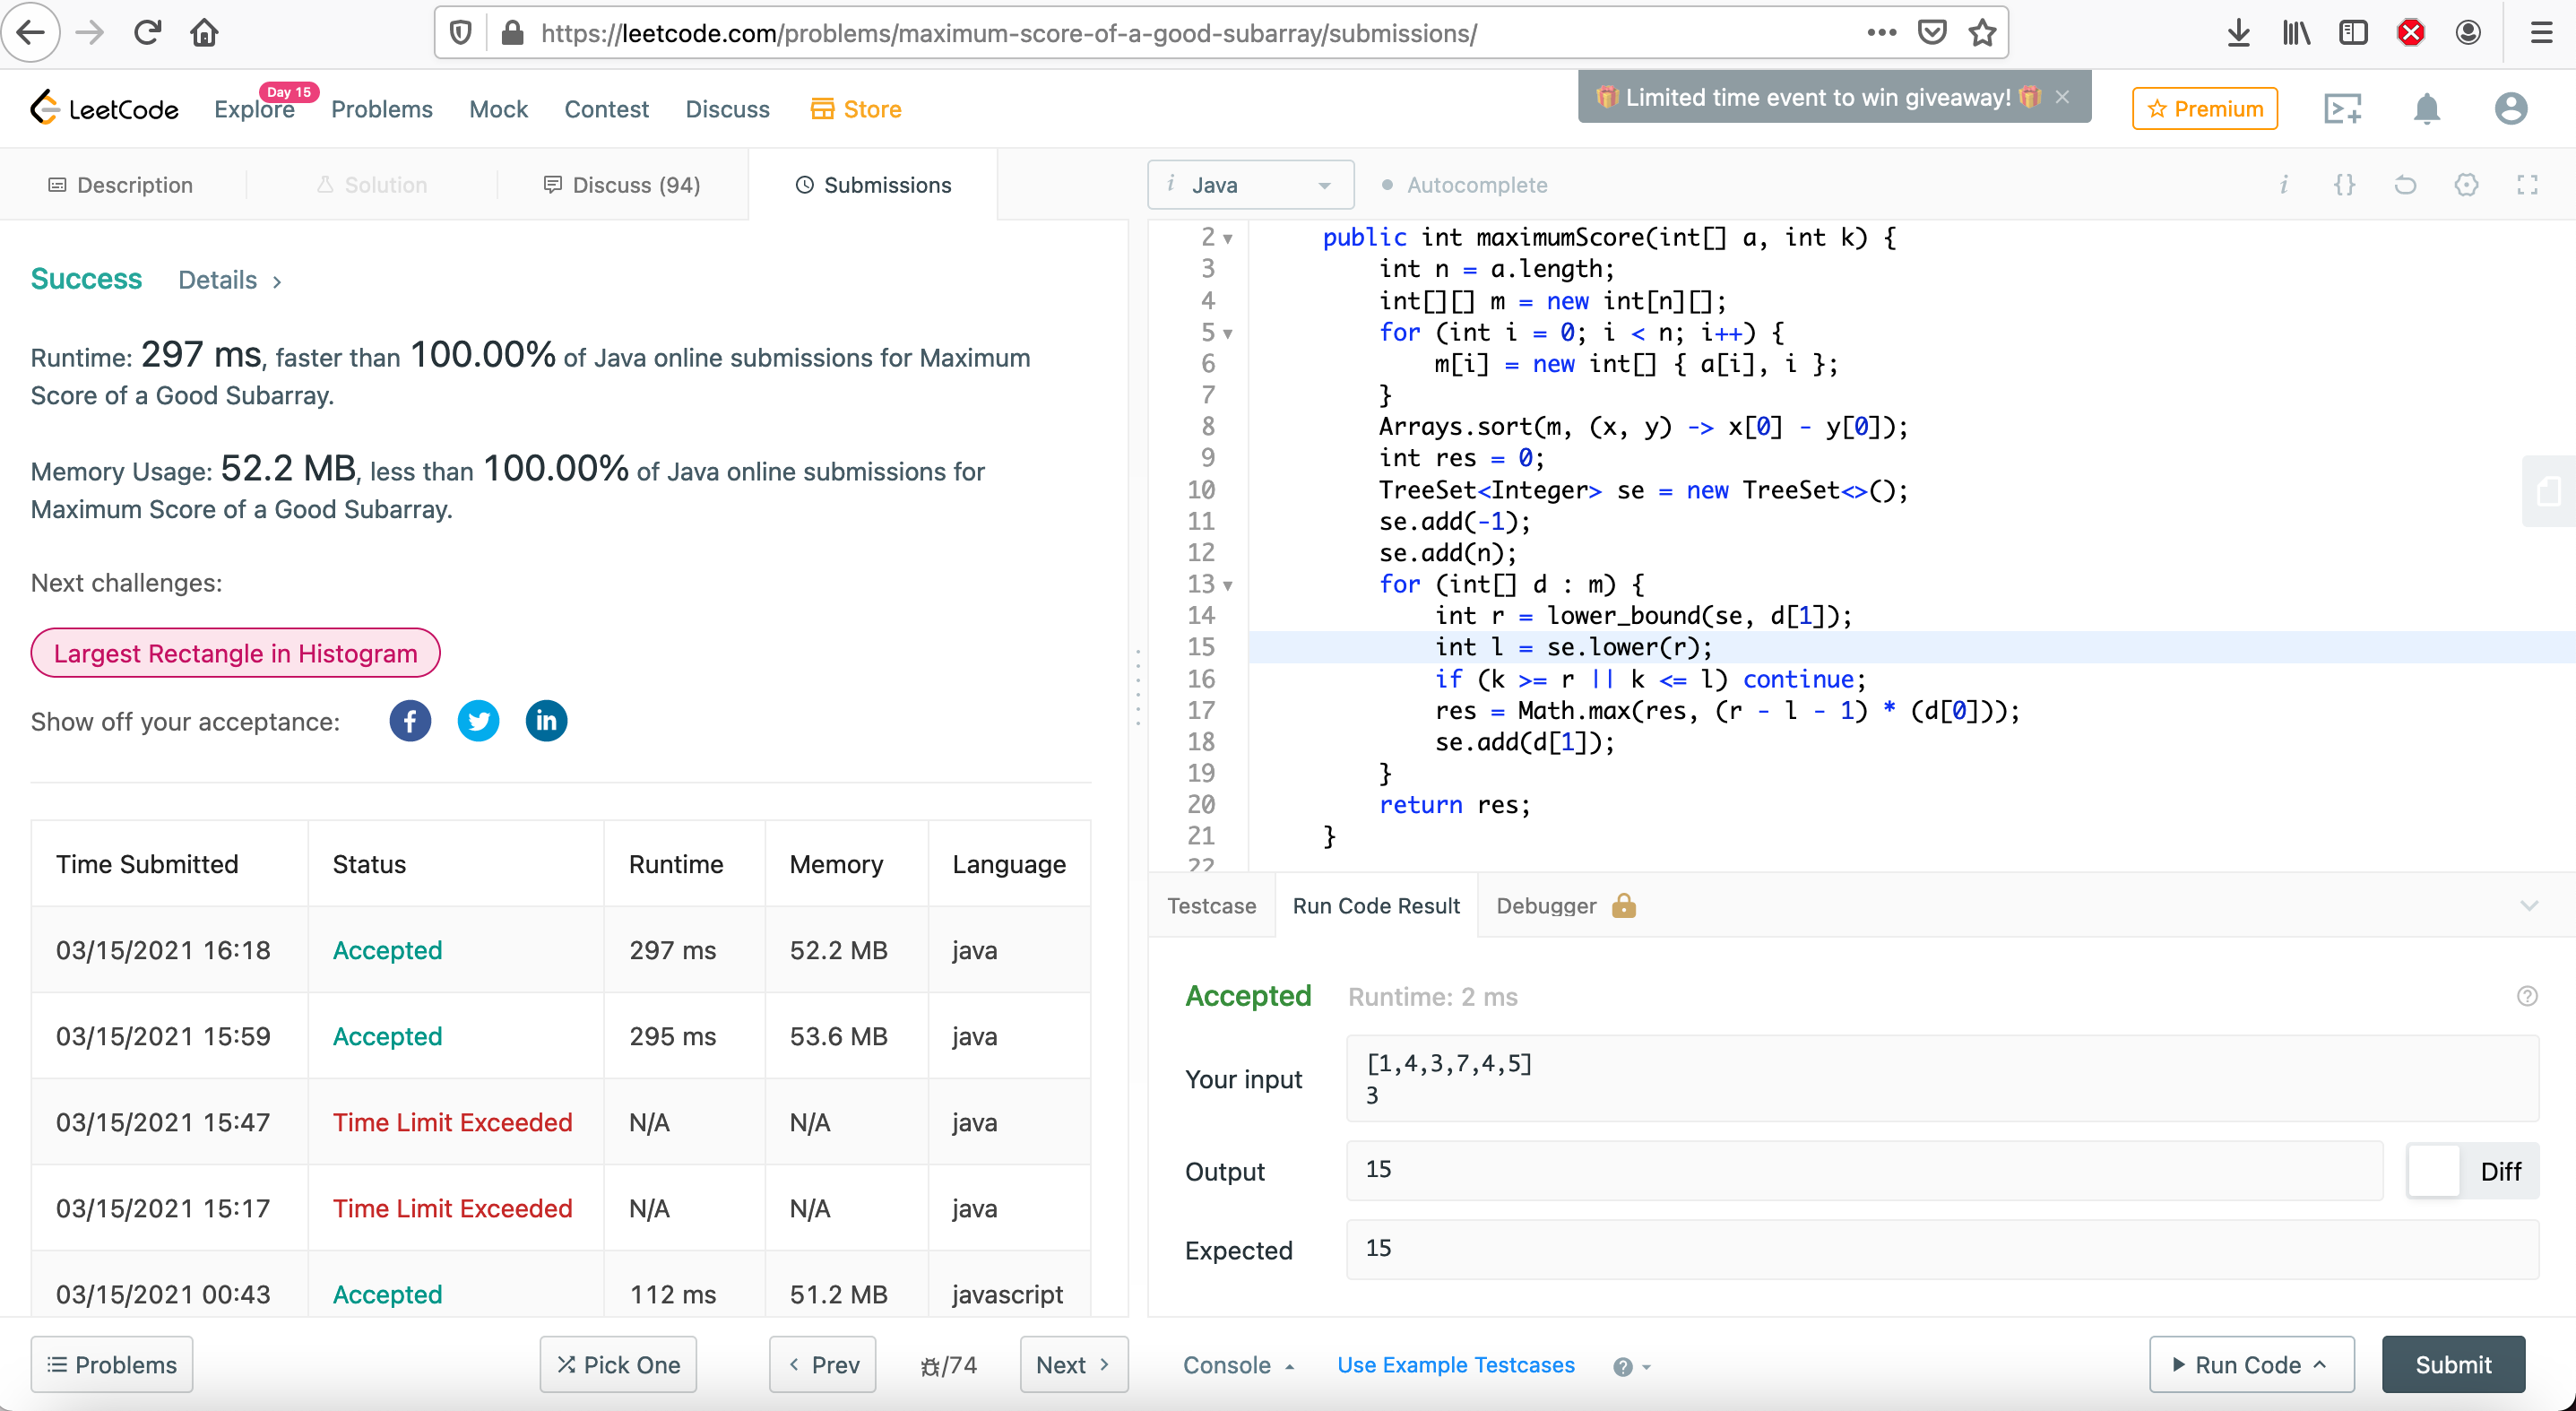 https://leetcode.com/problems/maximum-score-of-a-good-subarray/submissions/
LeetCode
Explore
Day 15
Problems
Mock
Contest
Discuss
Store
🎁 Limited time event to win giveaway! 🎁
Premium
Description
Solution
Discuss (94)
Submissions
Success
Details >
Runtime: 297 ms, faster than 100.00% of Java online submissions for Maximum
Score of a Good Subarray.
Memory Usage: 52.2 MB, less than 100.00% of Java online submissions for
Maximum Score of a Good Subarray.
Next challenges:
Largest Rectangle in Histogram
Show off your acceptance:
Time Submitted Status Runtime Memory Language
03/15/2021 16:18 Accepted 297 ms 52.2 MB java
03/15/2021 15:59 Accepted 295 ms 53.6 MB java
03/15/2021 15:47 Time Limit Exceeded N/A N/A java
03/15/2021 15:17 Time Limit Exceeded N/A N/A java
03/15/2021 00:43 Accepted 112 ms 51.2 MB javascript
Problems
Pick One
< Prev
/74
Next >
i Java
Autocomplete
i {}
2 public int maximumScore(int[] a, int k) {
3 int n = a.length;
4 int[][] m = new int[n][];
5 for (int i = 0; i < n; i++) {
6 m[i] = new int[] { a[i], i };
7 }
8 Arrays.sort(m, (x, y) -> x[0] - y[0]);
9 int res = 0;
10 TreeSet<Integer> se = new TreeSet<>();
11 se.add(-1);
12 se.add(n);
13 for (int[] d : m) {
14 int r = lower_bound(se, d[1]);
15 int l = se.lower(r);
16 if (k >= r || k <= l) continue;
17 res = Math.max(res, (r - l - 1) * (d[0]));
18 se.add(d[1]);
19 }
20 return res;
21 }
22
Testcase
Run Code Result
Debugger
Accepted
Runtime: 2 ms
Your input
[1,4,3,7,4,5]
3
Output
15
Diff
Expected
15
Console
Use Example Testcases
Run Code
Submit